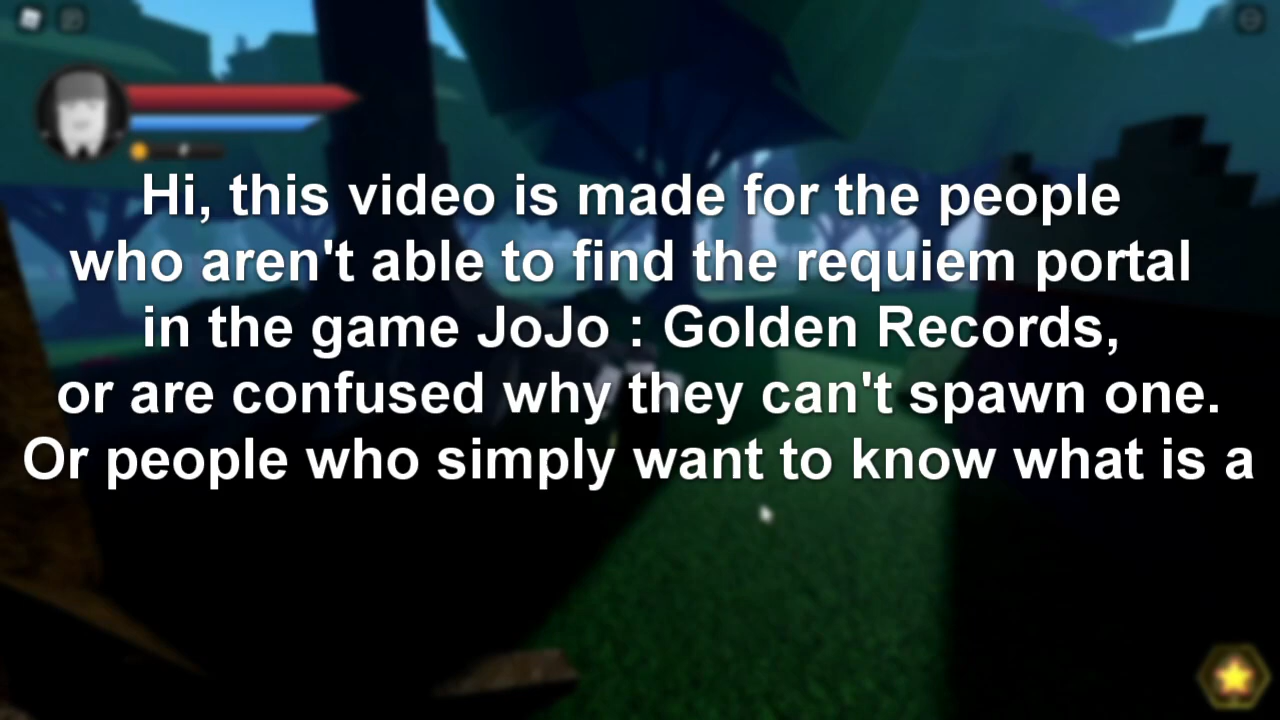 Hi, this video is made for the people
who aren't able to find the requiem portal
in the game JoJo : Golden Records,
or are confused why they can't spawn one.
Or people who simply want to know what is a